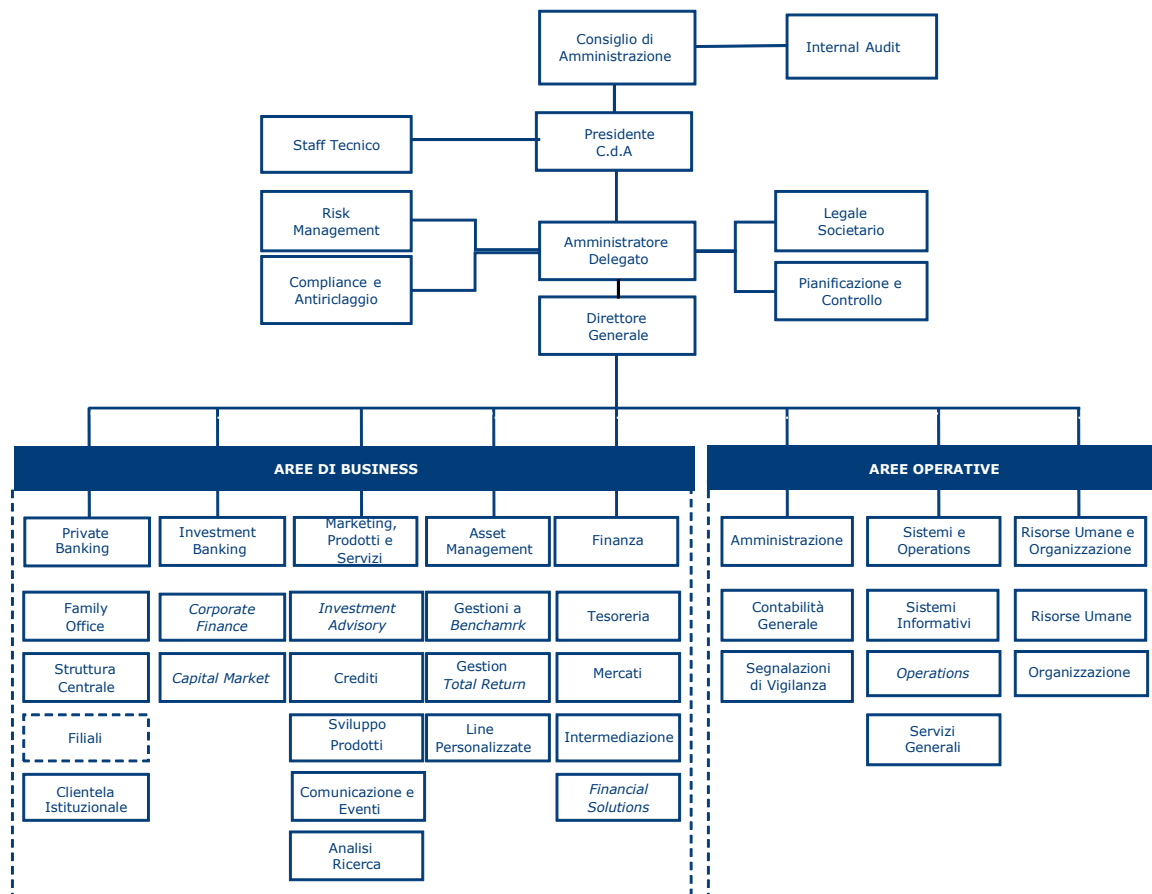 Consiglio di
Amministrazione
Internal Audit
Staff Tecnico
Presidente
C.d.A
Risk
Management
Legale
Societario
Amministratore
Delegato
Compliance e
Antiriclaggio
Pianificazione e
Controllo
Direttore
Generale
AREE DI BUSINESS
AREE OPERATIVE
Private
Banking
Investment
Banking
Marketing,
Prodotti e
Servizi
Asset
Management
Finanza
Amministrazione
Sistemi e
Operations
Risorse Umane e
Organizzazione
Family
Office
Corporate
Finance
Investment
Advisory
Gestioni a
Benchamrk
Tesoreria
Contabilità
Generale
Sistemi
Informativi
Risorse Umane
Struttura
Centrale
Capital Market
Crediti
Gestion
Total Return
Mercati
Segnalazioni
di Vigilanza
Operations
Organizzazione
Filiali
Sviluppo
Prodotti
Line
Personalizzate
Intermediazione
Servizi
Generali
Clientela
Istituzionale
Comunicazione e
Eventi
Financial
Solutions
Analisi
Ricerca